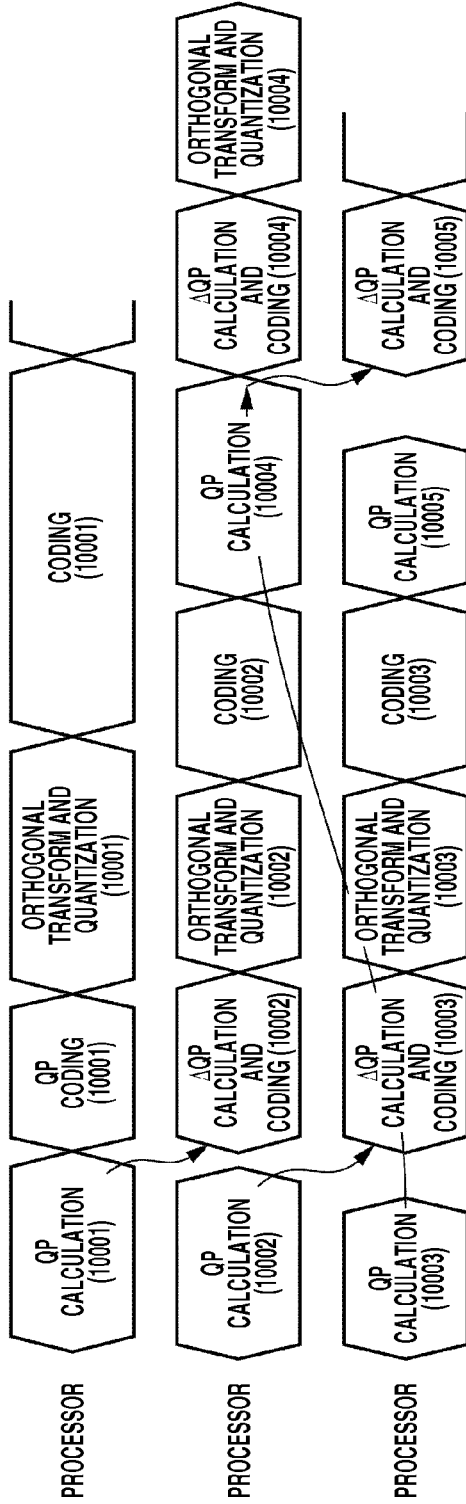 PROCESSOR
QP
CALCULATION
(10001)
QP
CODING
(10001)
ORTHOGONAL
TRANSFORM AND
QUANTIZATION
(10001)
CODING
(10001)
PROCESSOR
QP
CALCULATION
(10002)
ΔQP
CALCULATION
AND
CODING (10002)
ORTHOGONAL
TRANSFORM AND
QUANTIZATION
(10002)
CODING
(10002)
QP
CALCULATION
(10004)
ΔQP
CALCULATION
AND
CODING (10004)
ORTHOGONAL
TRANSFORM AND
QUANTIZATION
(10004)
PROCESSOR
QP
CALCULATION
(10003)
ΔQP
CALCULATION
AND
CODING (10003)
ORTHOGONAL
TRANSFORM AND
QUANTIZATION
(10003)
CODING
(10003)
QP
CALCULATION
(10005)
ΔQP
CALCULATION
AND
CODING (10005)